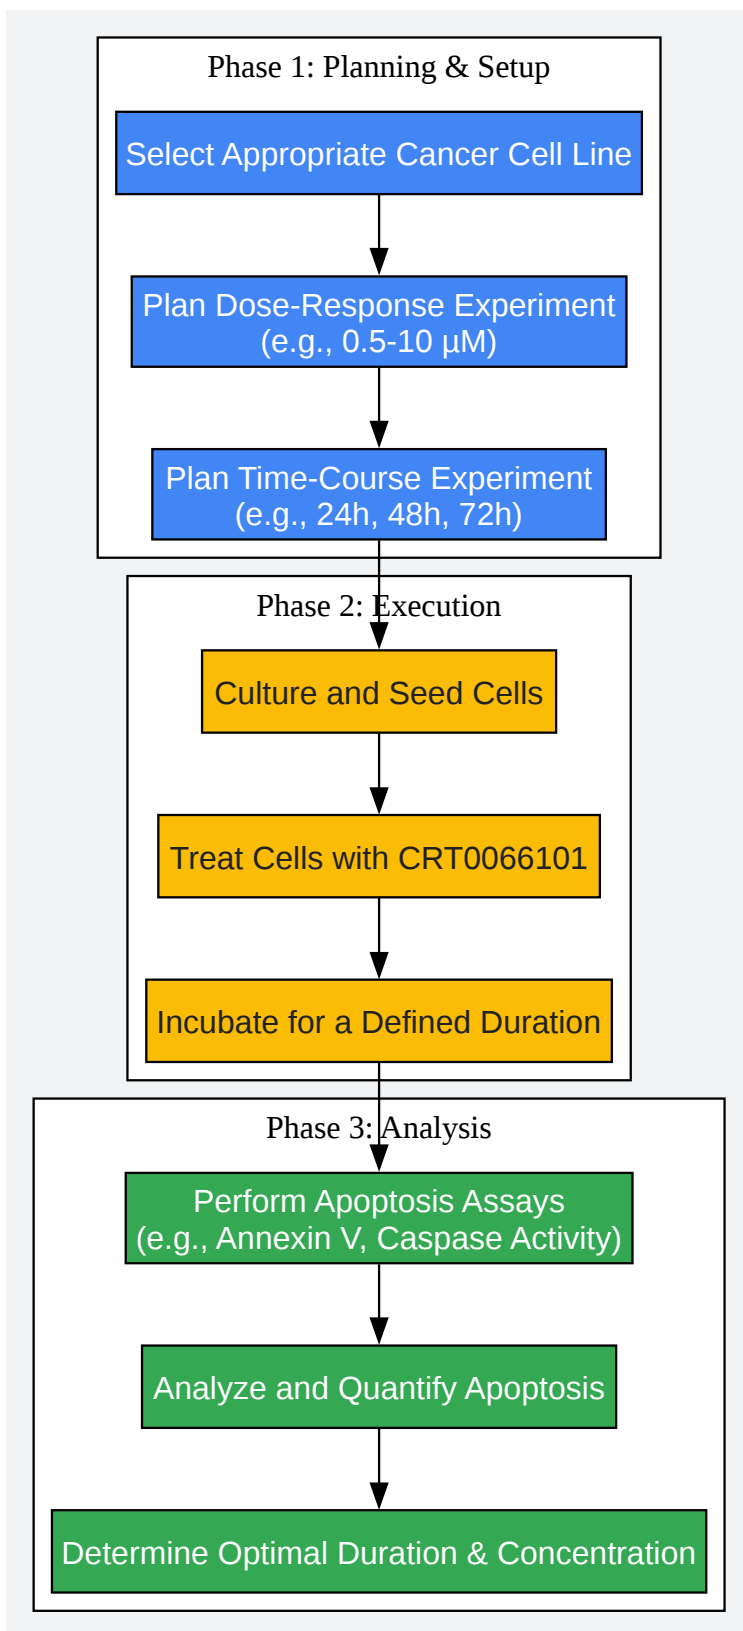 Phase 1: Planning & Setup
Select Appropriate Cancer Cell Line
Plan Dose-Response Experiment
(e.g., 0.5-10 µM)
Plan Time-Course Experiment
(e.g., 24h, 48h, 72h)
Phase 2: Execution
Culture and Seed Cells
Treat Cells with CRT0066101
Incubate for a Defined Duration
Phase 3: Analysis
Perform Apoptosis Assays
(e.g., Annexin V, Caspase Activity)
Analyze and Quantify Apoptosis
Determine Optimal Duration & Concentration